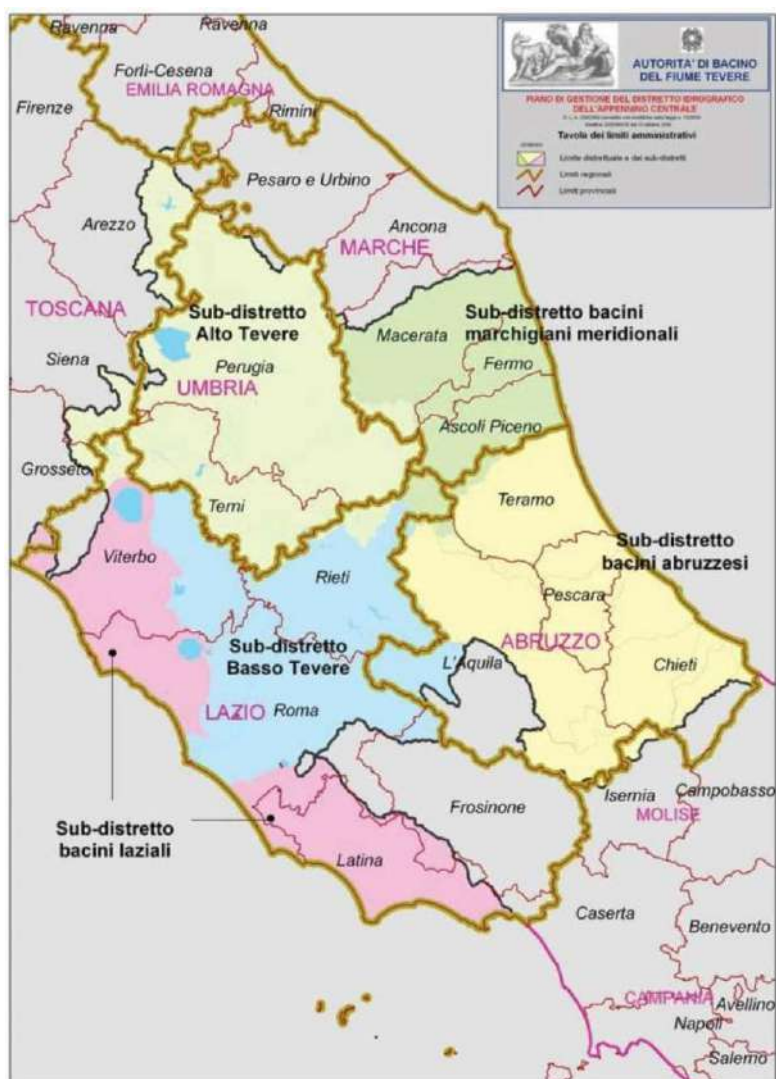 AUTORITA' DI BACINO
DEL FIUME TEVERE
PIANO DI GESTIONE DEL DISTRETTO IDROGRAFICO
DELL'APPENNINO CENTRALE
Tavola dei limiti amministrativi
Limite distrettuale e dei sub-distretti
Limiti regionali
Limiti provinciali
Ravenna
Ravenna
Forlì-Cesena
EMILIA ROMAGNA
Firenze
Rimini
Pesaro e Urbino
Arezzo
Ancona
MARCHE
TOSCANA
Sub-distretto
Alto Tevere
Sub-distretto bacini
marchigiani meridionali
Macerata
Siena
Perugia
Fermo
UMBRIA
Ascoli Piceno
Grosseto
Terni
Teramo
Viterbo
Rieti
Sub-distretto
bacini abruzzesi
Pescara
Sub-distretto
Basso Tevere
ABRUZZO
L'Aquila
Chieti
LAZIO
Roma
Frosinone
Isernia
Campobasso
MOLISE
Sub-distretto
bacini laziali
Latina
Caserta
Benevento
CAMPANIA
Avellino
Napoli
Salerno